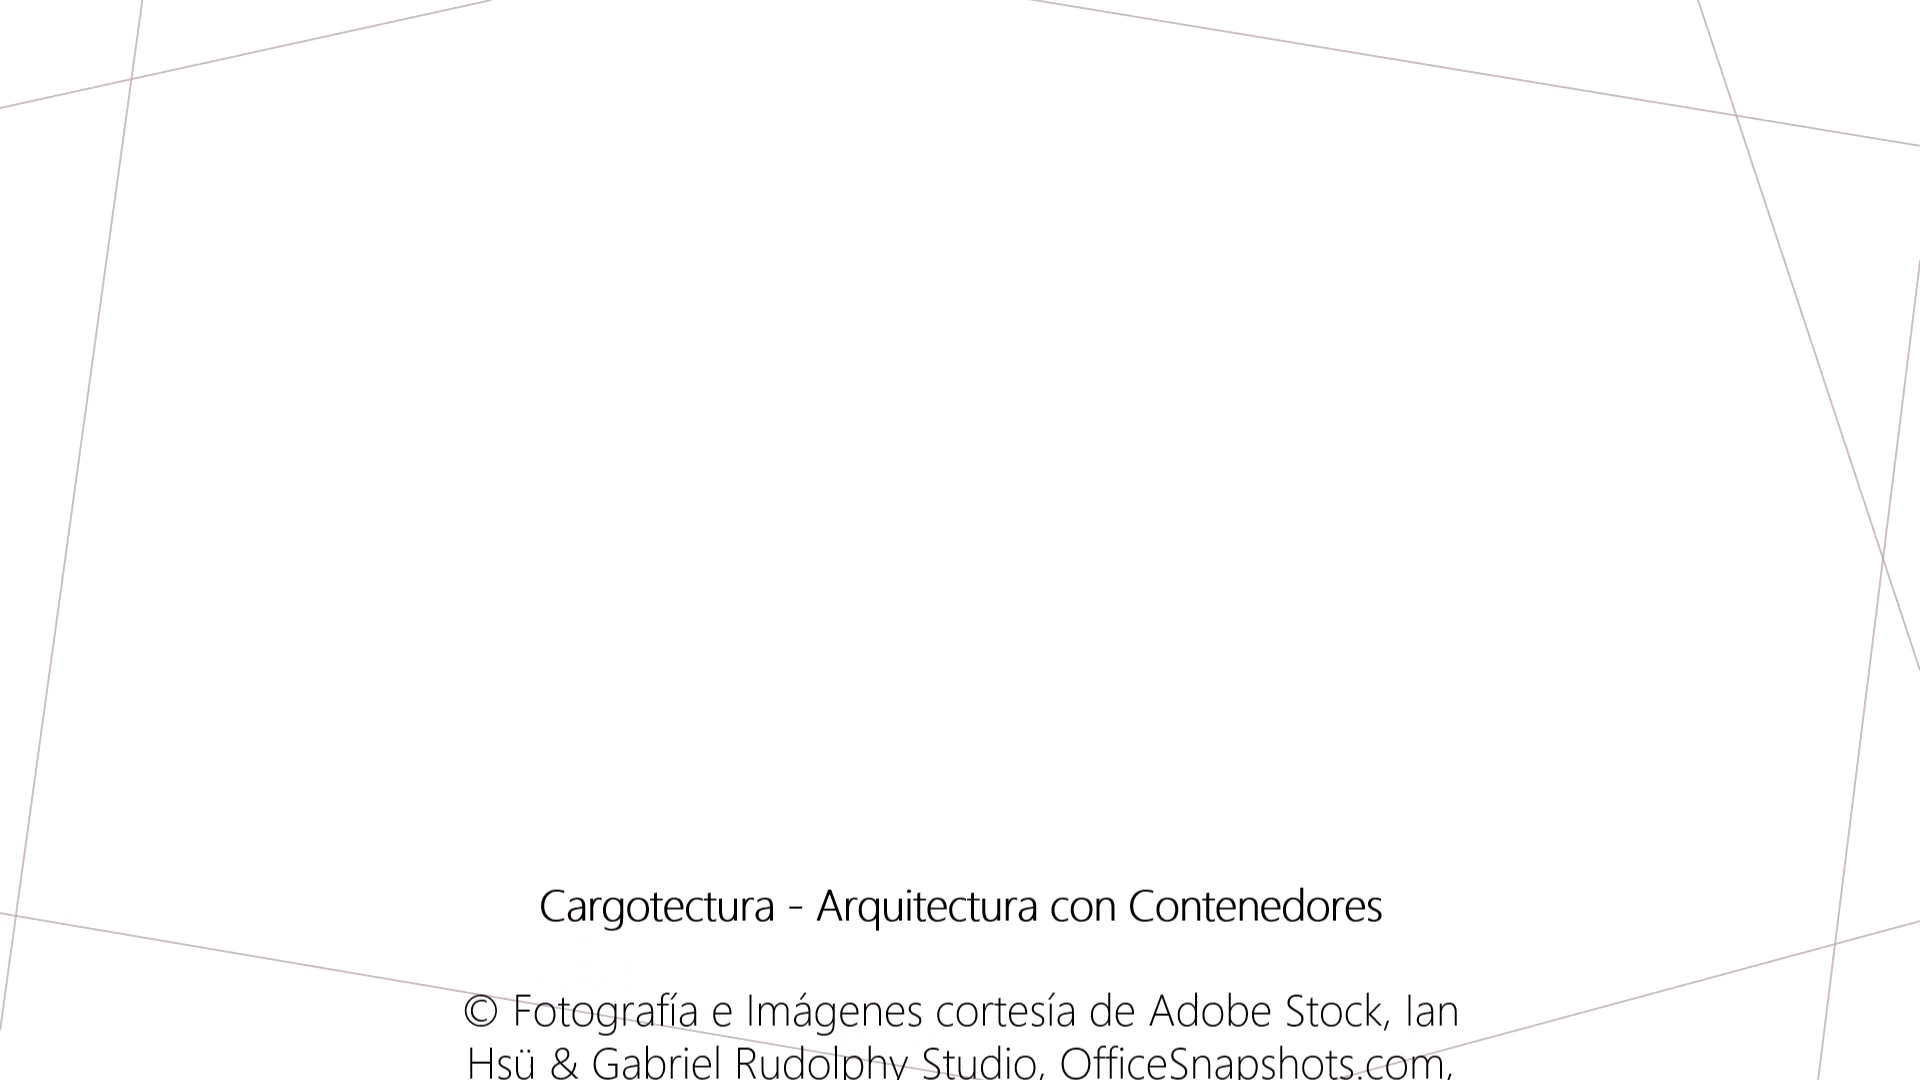 Cargotectura - Arquitectura con Contenedores
© Fotografía e Imágenes cortesía de Adobe Stock, Ian
Hsü & Gabriel Rudolphy Studio, OfficeSnapshots.com,